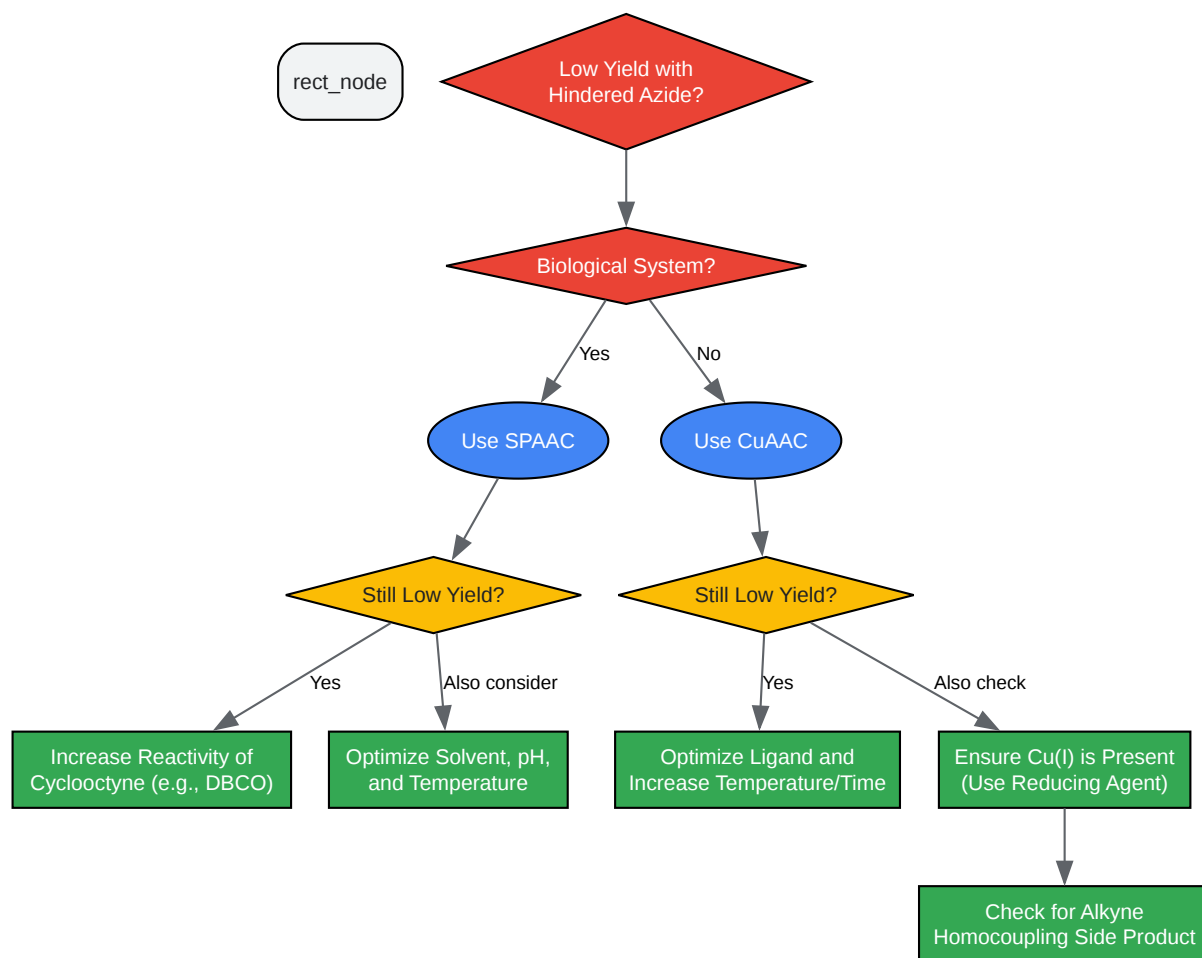 rect_node
Low Yield with
Hindered Azide?
Biological System?
Yes
No
Use SPAAC
Use CuAAC
Still Low Yield?
Still Low Yield?
Yes
Also consider
Yes
Also check
Increase Reactivity of
Cyclooctyne (e.g., DBCO)
Optimize Solvent, pH,
and Temperature
Optimize Ligand and
Increase Temperature/Time
Ensure Cu(I) is Present
(Use Reducing Agent)
Check for Alkyne
Homocoupling Side Product